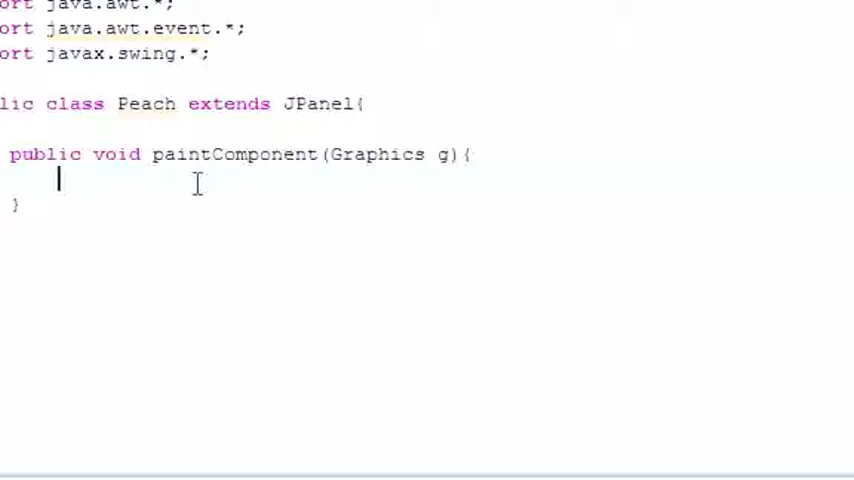 ort java.awt.*;
ort java.awt.event.*;
ort javax.swing.*;
lic class Peach extends JPanel{
public void paintComponent(Graphics g){
}